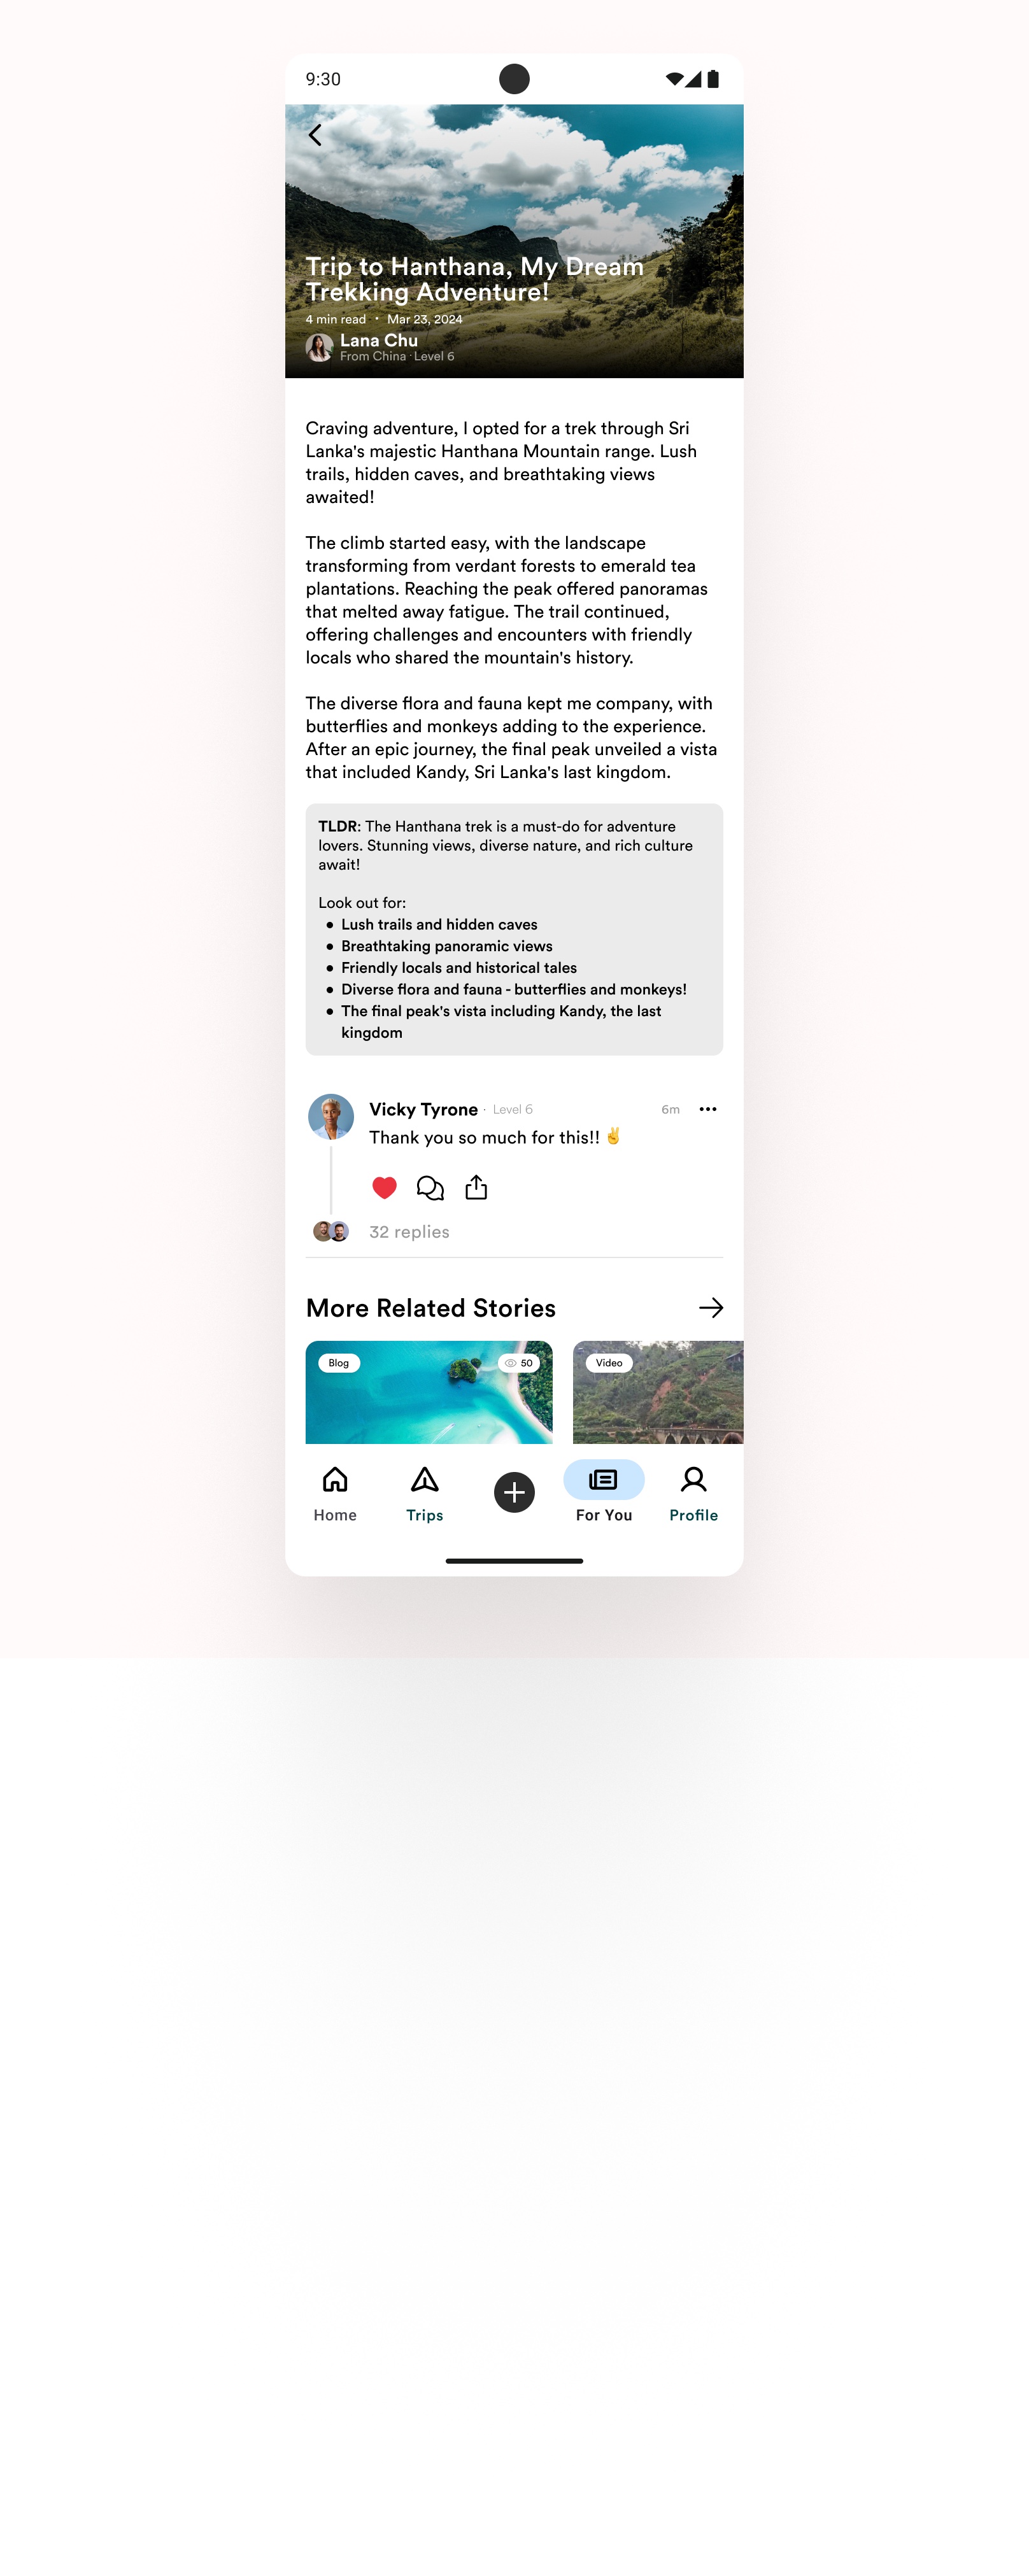 9:30
Trip to Hanthana, My Dream
Trekking Adventure!
4 min read • Mar 23, 2024
Lana Chu
From China · Level 6
Craving adventure, I opted for a trek through Sri
Lanka's majestic Hanthana Mountain range. Lush
trails, hidden caves, and breathtaking views
awaited!
The climb started easy, with the landscape
transforming from verdant forests to emerald tea
plantations. Reaching the peak offered panoramas
that melted away fatigue. The trail continued,
offering challenges and encounters with friendly
locals who shared the mountain's history.
The diverse flora and fauna kept me company, with
butterflies and monkeys adding to the experience.
After an epic journey, the final peak unveiled a vista
that included Kandy, Sri Lanka's last kingdom.
TLDR: The Hanthana trek is a must-do for adventure
lovers. Stunning views, diverse nature, and rich culture
await!
Look out for:
• Lush trails and hidden caves
• Breathtaking panoramic views
• Friendly locals and historical tales
• Diverse flora and fauna - butterflies and monkeys!
• The final peak's vista including Kandy, the last
kingdom
Vicky Tyrone · Level 6 6m
Thank you so much for this!! ✌️
32 replies
More Related Stories
Blog 50 Video
Home Trips For You Profile